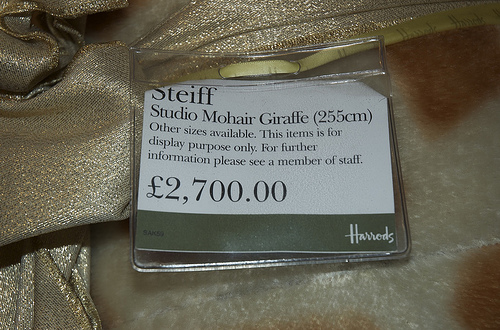 Steiff
Studio Mohair Giraffe (255cm)
Other sizes available. This items is for
display purpose only. For further
information please see a member of staff.
£2,700.00
Harrods